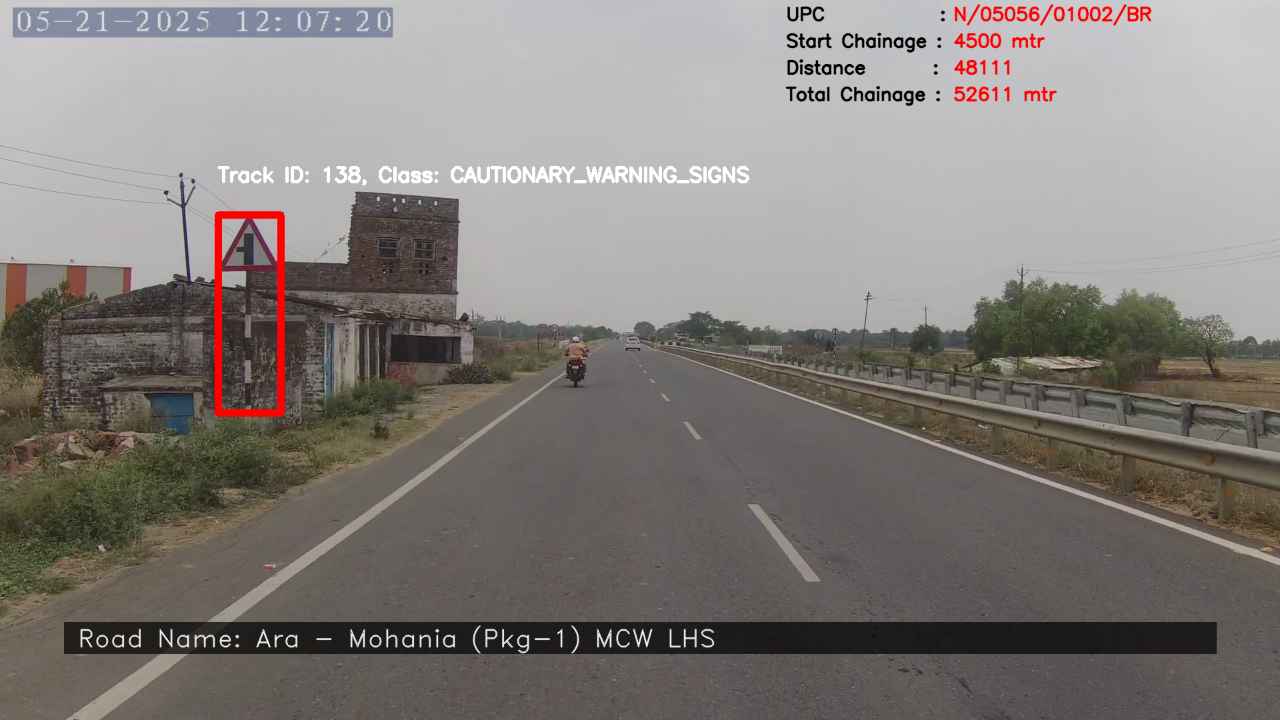 05-21-2025 12:07:20
UPC : N/05056/01002/BR
Start Chainage : 4500 mtr
Distance : 48111
Total Chainage : 52611 mtr
Track ID: 138, Class: CAUTIONARY_WARNING_SIGNS
Road Name: Ara - Mohania (Pkg-1) MCW LHS